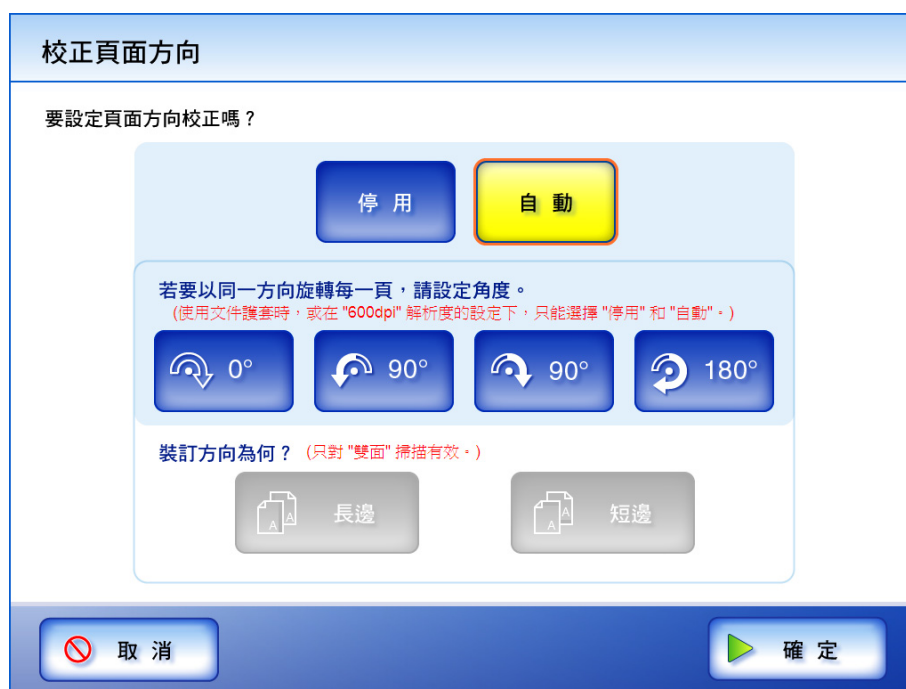 校正頁面方向
要設定頁面方向校正嗎？
停用 自動
若要以同一方向旋轉每一頁，請設定角度。
(使用文件護套時，或在 "600dpi" 解析度的設定下，只能選擇 "停用" 和 "自動"。)
0° 90° 90° 180°
裝訂方向為何？ (只對 "雙面" 掃描有效。)
A A 長邊 A A 短邊
取消 確定